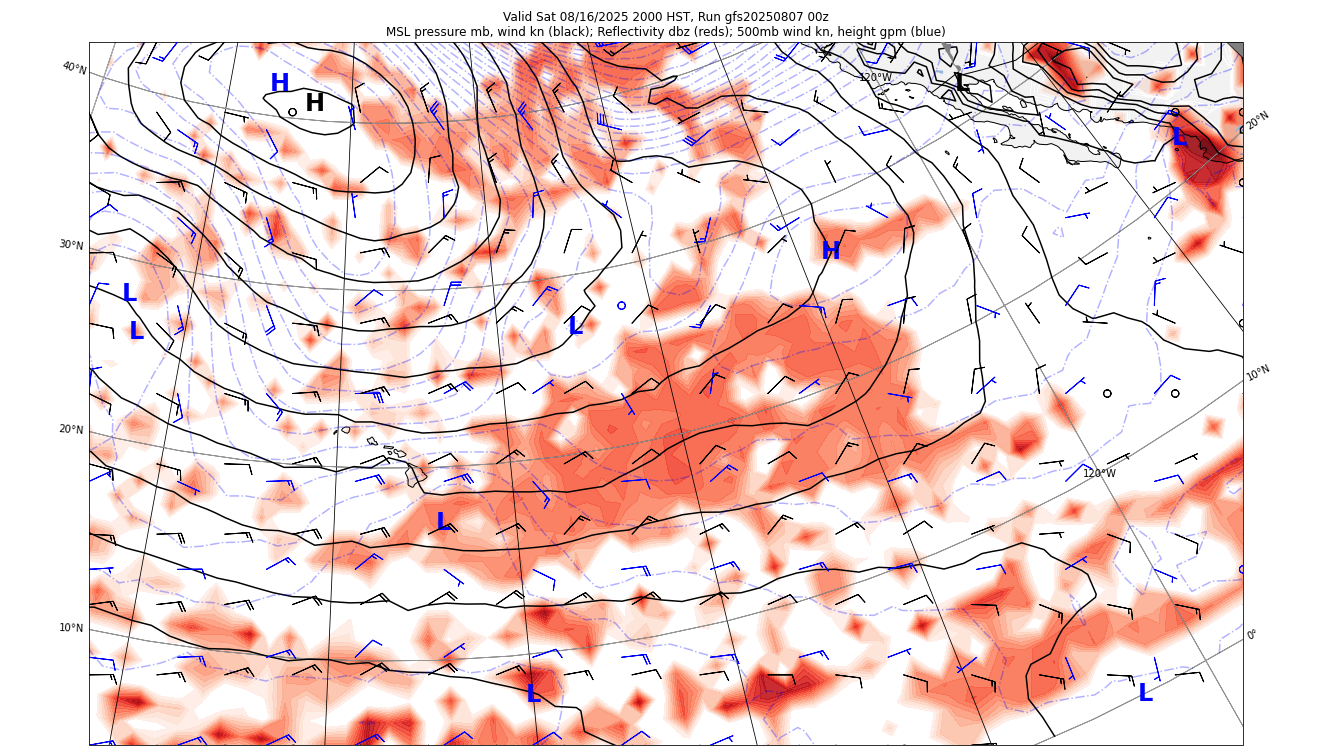 Valid Sat 08/16/2025 2000 HST, Run gfs20250807 00z
MSL pressure mb, wind kn (black); Reflectivity dbz (reds); 500mb wind kn, height gpm (blue)
40°N
120°W
L
H
H
20°N
L
30°N
H
L
L
L
10°N
20°N
120°W
L
10°N
0°
L
L